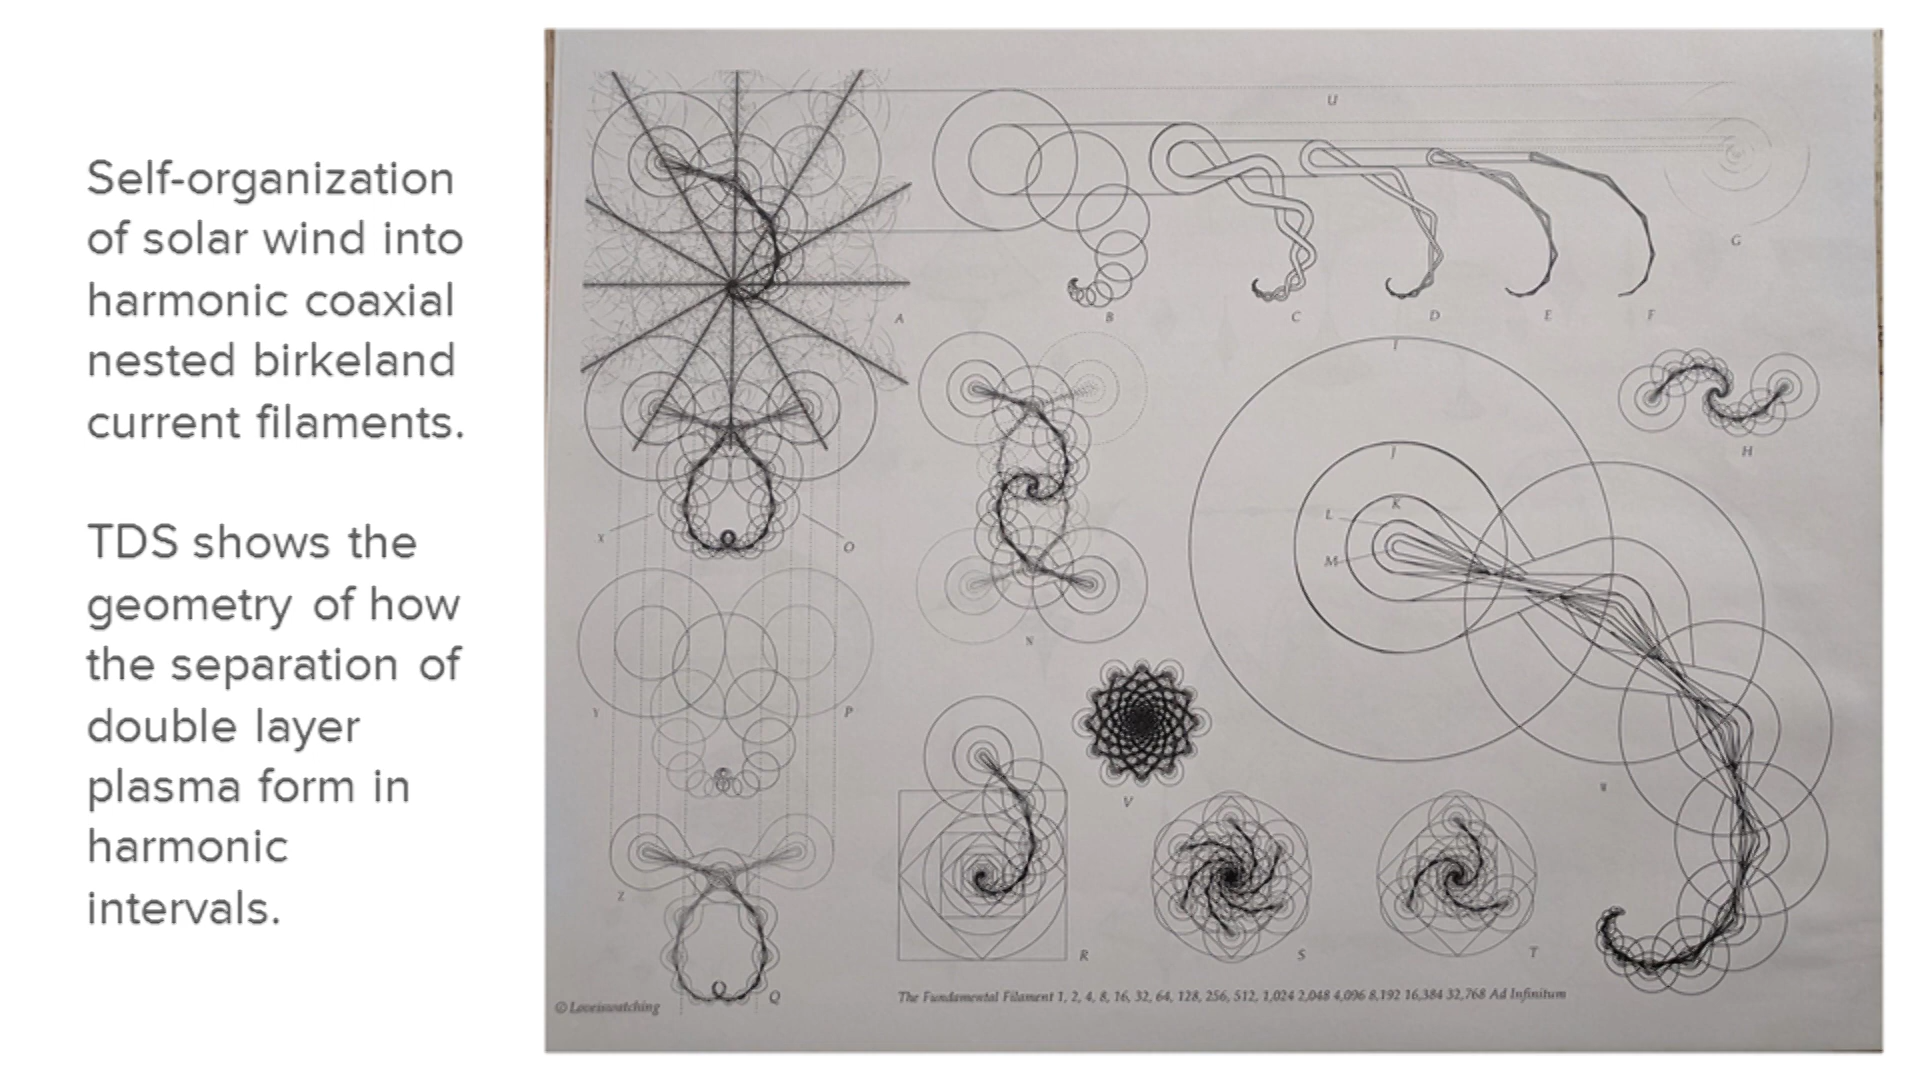 Self-organization
of solar wind into
harmonic coaxial
nested birkeland
current filaments.
TDS shows the
geometry of how
the separation of
double layer
plasma form in
harmonic
intervals.
U
G
A
B
C
D
E
F
I
H
J
K
L
M
X
O
N
Y
P
V
W
Z
R
S
T
Q
The Fundamental Filament 1, 2, 4, 8, 16, 32, 64, 128, 256, 512, 1,024 2,048 4,096 8,192 16,384 32,768 Ad Infinitum
© Loveiswatching